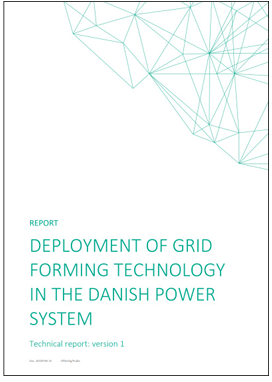 REPORT
DEPLOYMENT OF GRID
FORMING TECHNOLOGY
IN THE DANISH POWER
SYSTEM
Technical report: version 1